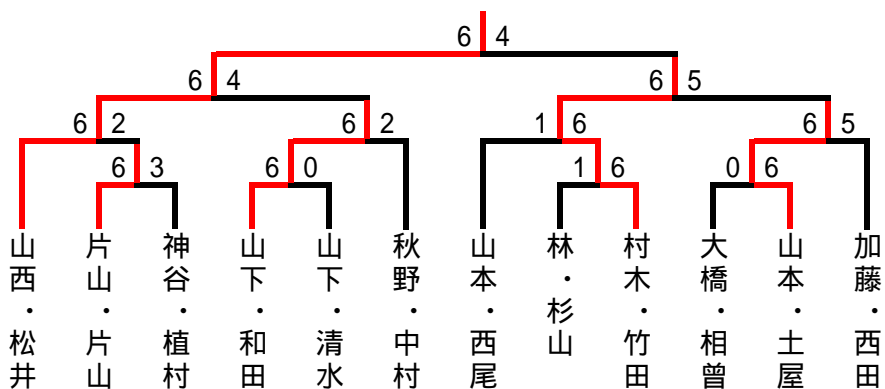 6 4
6 4
6 5
6 2
6 2
1 6
6 5
6 3
6 0
1 6
0 6
山西・松井
片山・片山
神谷・植村
山下・和田
山下・清水
秋野・中村
山本・西尾
林・杉山
村木・竹田
大橋・相曽
山本・土屋
加藤・西田